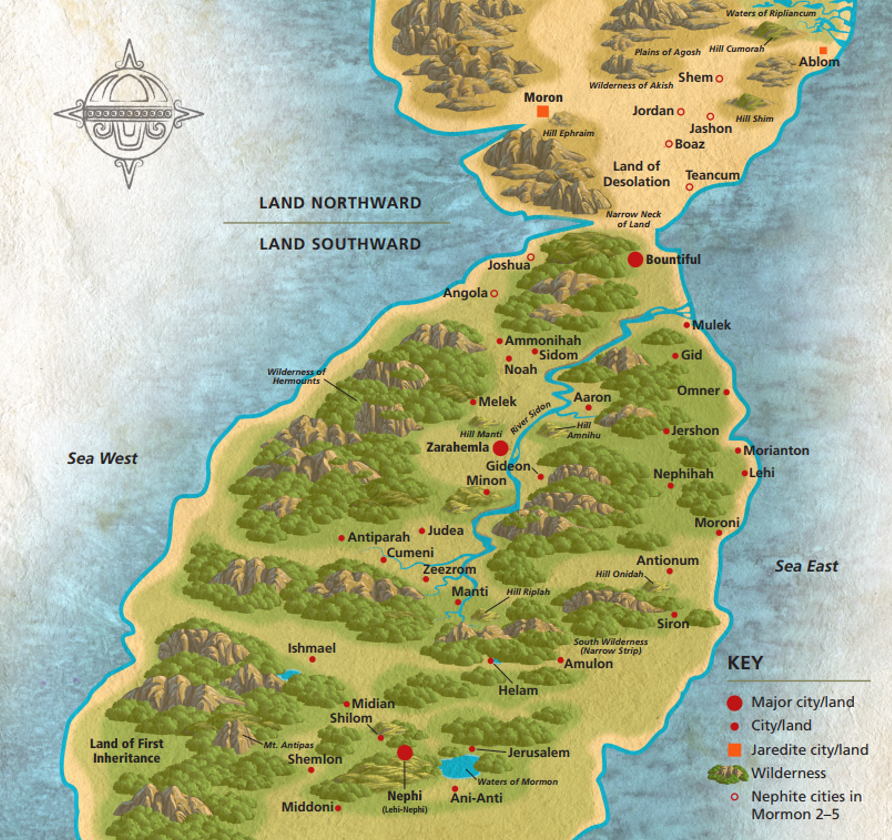 Waters of Ripliancum
Plains of Agosh
Hill Cumorah
Ablom
Shem
Wilderness of Akish
Moron
Jordan
Hill Shim
Jashon
Hill Ephraim
Boaz
Land of
Desolation
Teancum
LAND NORTHWARD
Narrow Neck
of Land
LAND SOUTHWARD
Joshua
Bountiful
Angola
Mulek
Ammonihah
Sidom
Gid
Noah
Wilderness of
Hermounts
Omner
Melek
Aaron
River Sidon
Hill
Amnihu
Jershon
Hill Manti
Zarahemla
Morianton
Sea West
Gideon
Lehi
Nephihah
Minon
Moroni
Judea
Antiparah
Cumeni
Antionum
Sea East
Zeezrom
Hill Onidah
Manti
Hill Riplah
Siron
South Wilderness
(Narrow Strip)
Ishmael
Amulon
Helam
KEY
Major city/land
City/land
Jaredite city/land
Wilderness
Nephite cities in
Mormon 2–5
Midian
Shilom
Land of First
Inheritance
Mt. Antipas
Jerusalem
Shemlon
Waters of Mormon
Nephi
(Lehi-Nephi)
Ani-Anti
Middoni